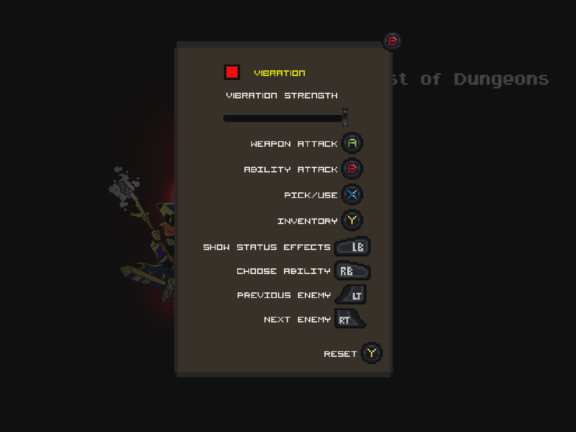 B
st of Dungeons
VIBRATION
VIBRATION STRENGTH
WEAPON ATTACK A
ABILITY ATTACK B
PICK/USE X
INVENTORY Y
SHOW STATUS EFFECTS LB
CHOOSE ABILITY RB
PREVIOUS ENEMY LT
NEXT ENEMY RT
RESET Y